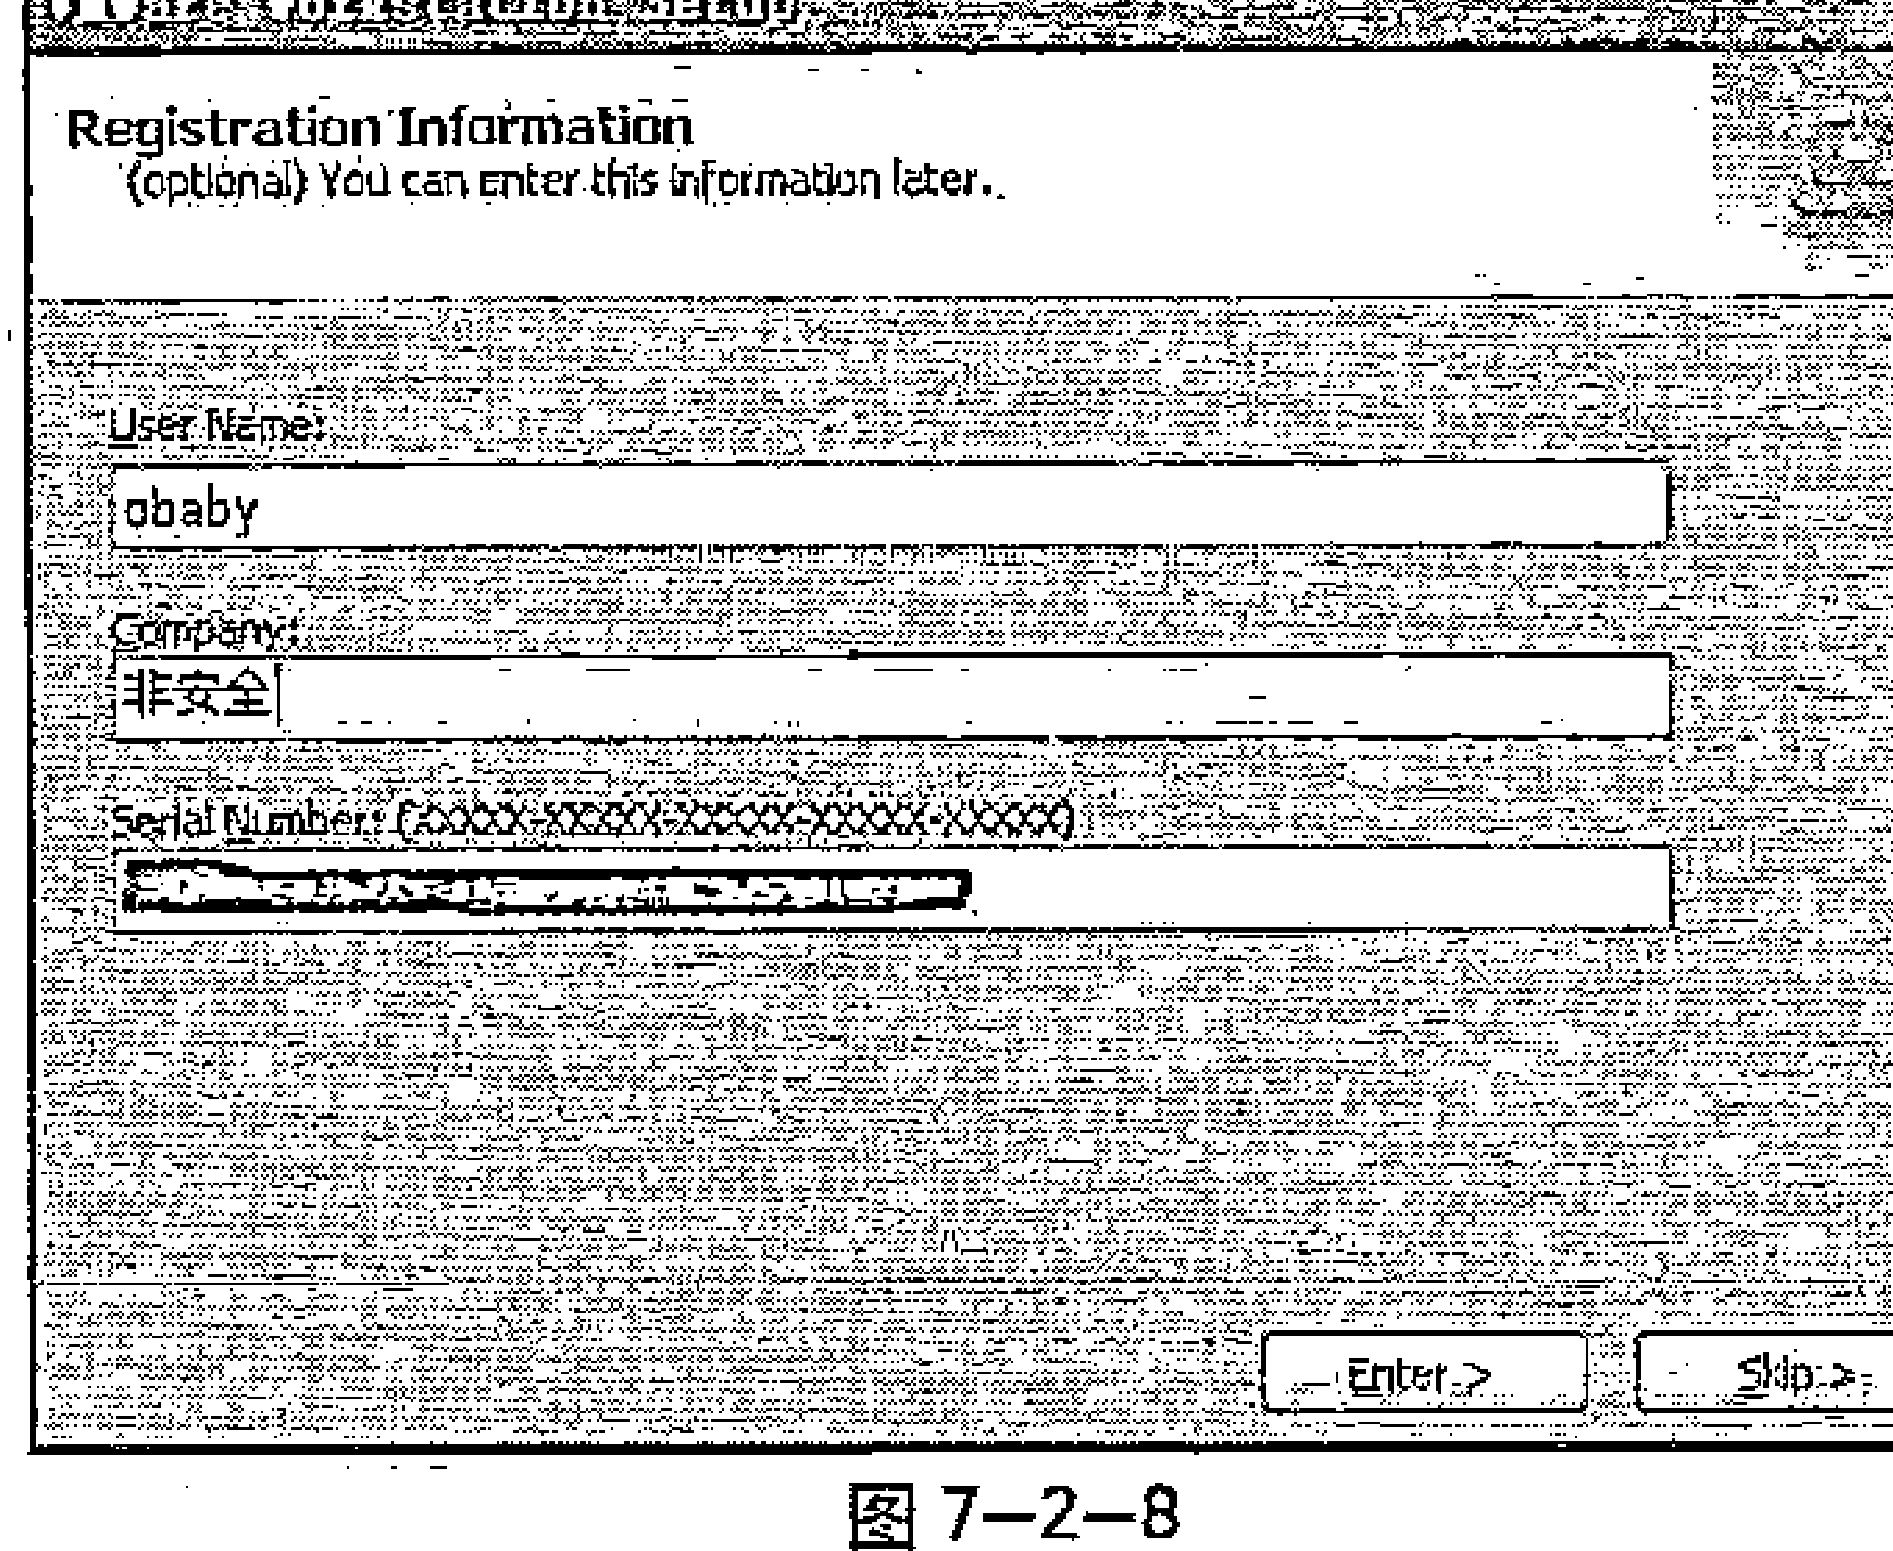 Registration Information
(optional) You can enter this information later.
User Name:
obaby
Company:
非安全
Serial Number: (XXXXX-XXXXX-XXXXX-XXXXX-XXXXX)
Enter >
Skip >
图 7-2-8